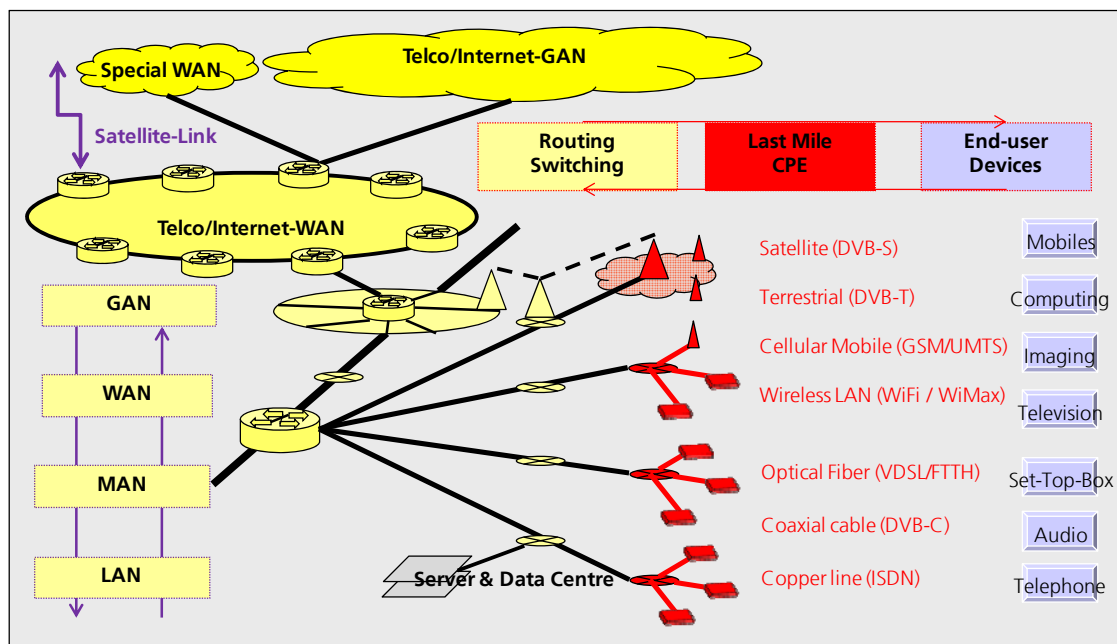 Special WAN
Telco/Internet-GAN
Satellite-Link
Routing
Switching
Last Mile
CPE
End-user
Devices
Telco/Internet-WAN
Satellite (DVB-S)
Mobiles
GAN
Terrestrial (DVB-T)
Computing
Cellular Mobile (GSM/UMTS)
Imaging
WAN
Wireless LAN (WiFi / WiMax)
Television
MAN
Optical Fiber (VDSL/FTTH)
Set-Top-Box
Coaxial cable (DVB-C)
Audio
LAN
Server & Data Centre
Copper line (ISDN)
Telephone